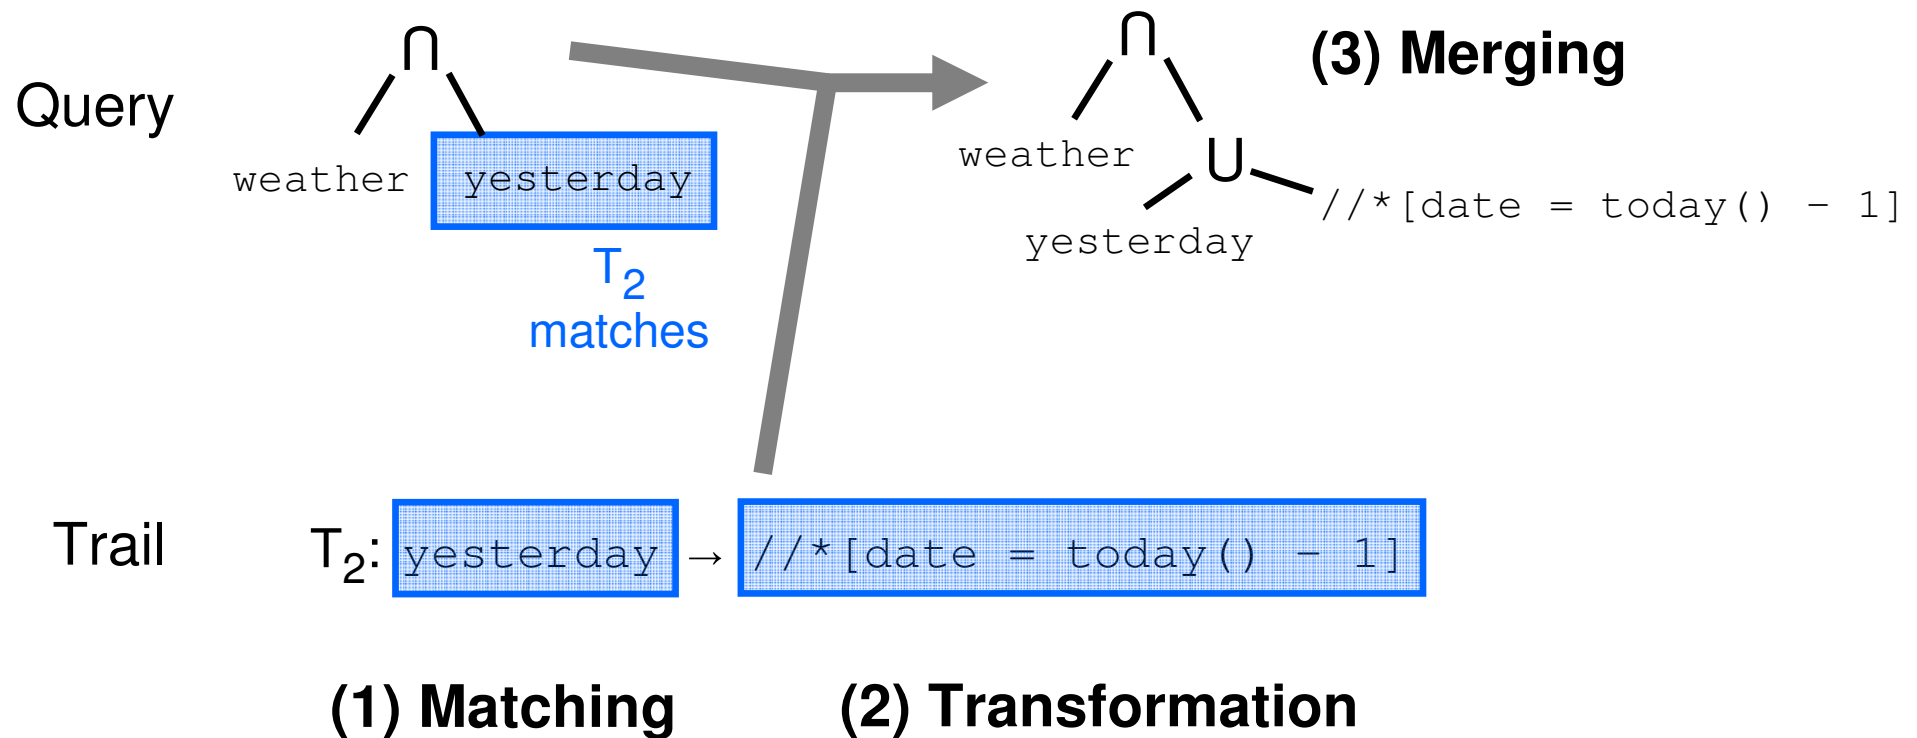 Query
∩
weather yesterday
T2
matches
∩
(3) Merging
weather
∪
yesterday
//*[date = today() – 1]
Trail
T2: yesterday → //*[date = today() – 1]
(1) Matching
(2) Transformation